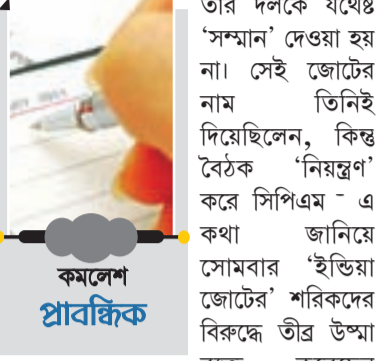 কমলেশ
প্রাবন্ধিক
তাঁর দলকে যথেষ্ট
‘সম্মান’ দেওয়া হয়
না। সেই জোটের
নাম তিনিই
দিয়েছিলেন, কিন্তু
বৈঠক ‘নিয়ন্ত্রণ’
করে সিপিএম - এ
কথা জানিয়ে
সোমবার ‘ইন্ডিয়া
জোটের’ শরিকদের
বিরুদ্ধে তীব্র উষ্মা